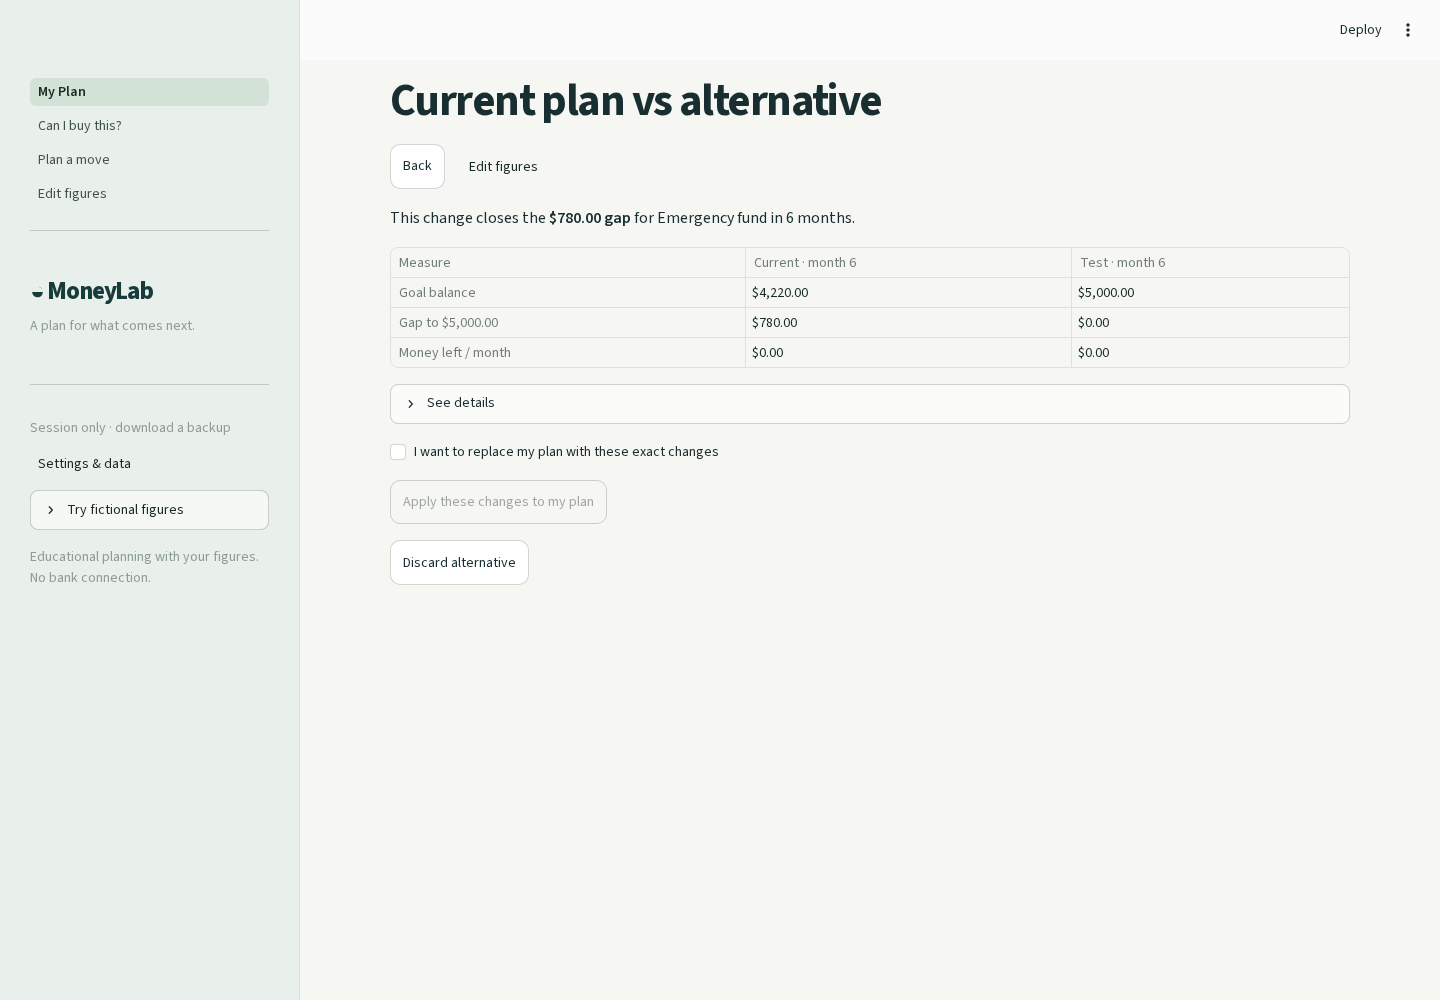 Deploy
My Plan
Can I buy this?
Plan a move
Edit figures
MoneyLab
A plan for what comes next.
Session only · download a backup
Settings & data
Try fictional figures
Educational planning with your figures.
No bank connection.
Current plan vs alternative
Back Edit figures
This change closes the $780.00 gap for Emergency fund in 6 months.
Measure Current · month 6 Test · month 6
Goal balance $4,220.00 $5,000.00
Gap to $5,000.00 $780.00 $0.00
Money left / month $0.00 $0.00
See details
I want to replace my plan with these exact changes
Apply these changes to my plan
Discard alternative